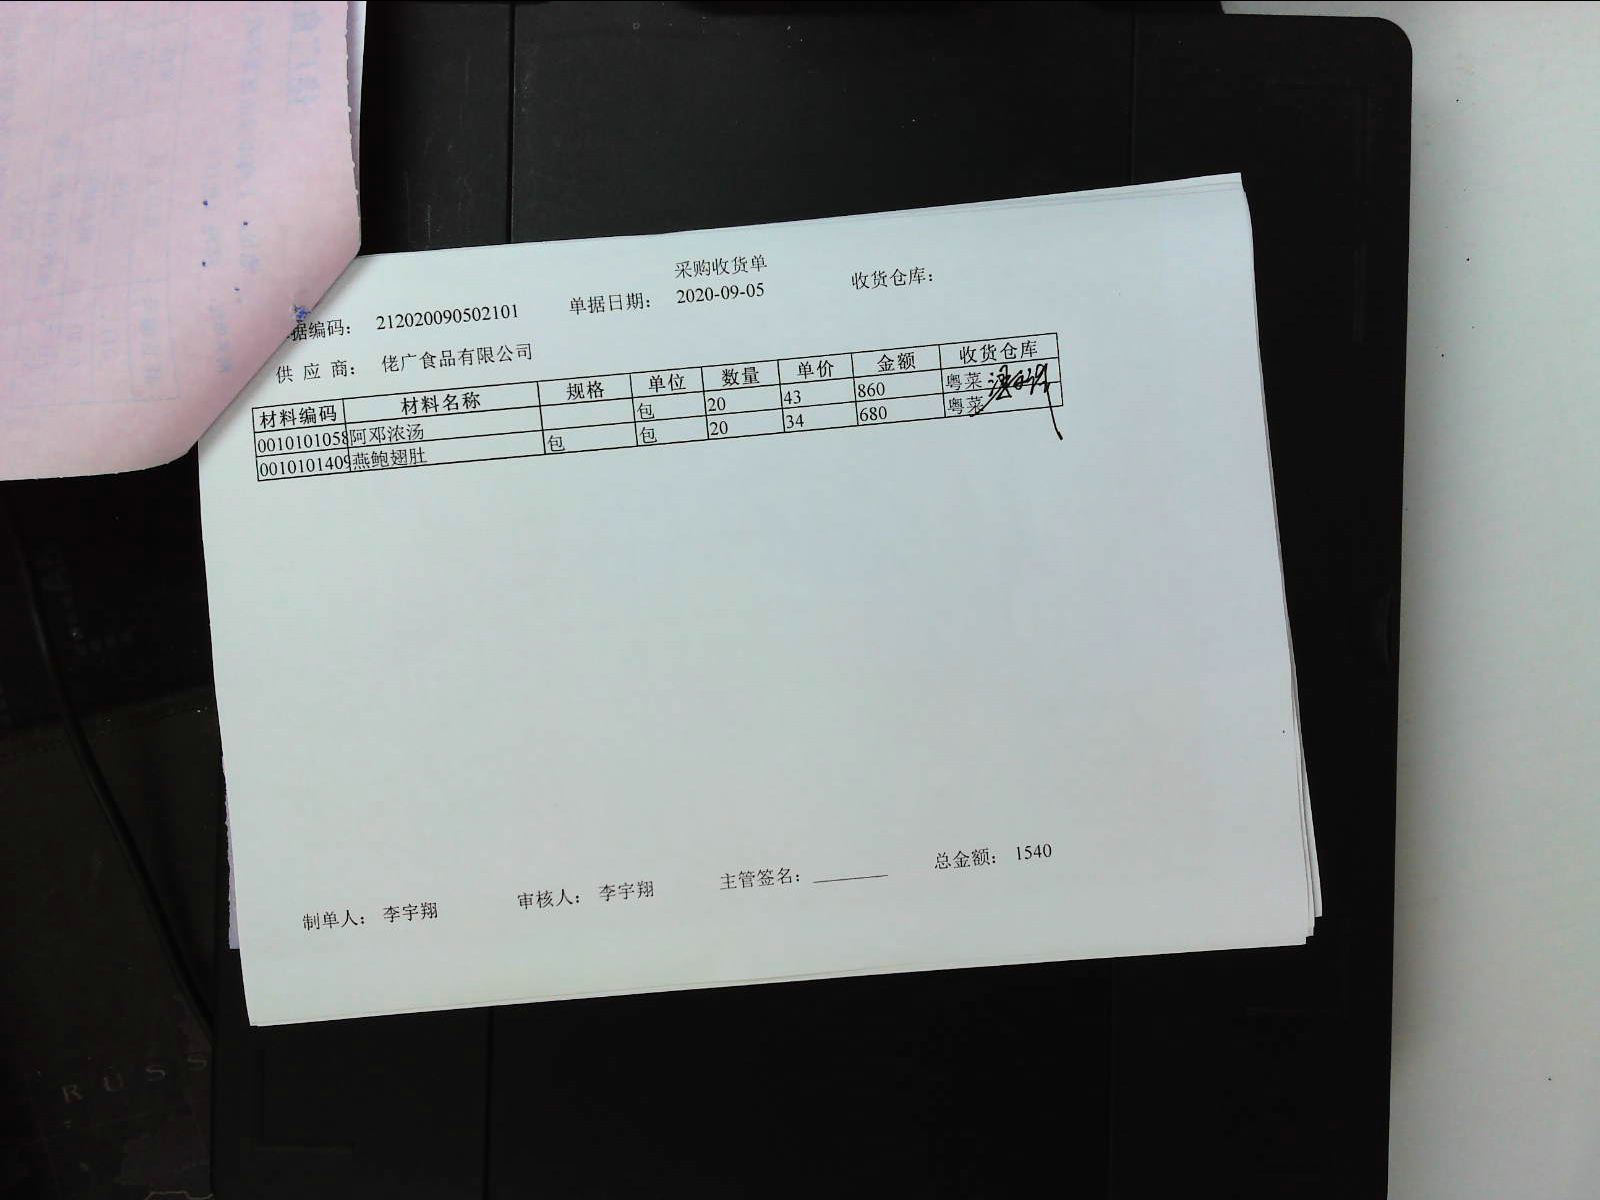 采购收货单
据编码： 212020090502101 单据日期： 2020-09-05 收货仓库：
供 应 商： 佬广食品有限公司
材料编码 材料名称 规格 单位 数量 单价 金额 收货仓库
0010101058 阿邓浓汤 包 20 43 860 粤菜
0010101409 燕鲍翅肚 包 包 20 34 680 粤菜
制单人： 李宇翔 审核人： 李宇翔 主管签名： 总金额： 1540
RUSS